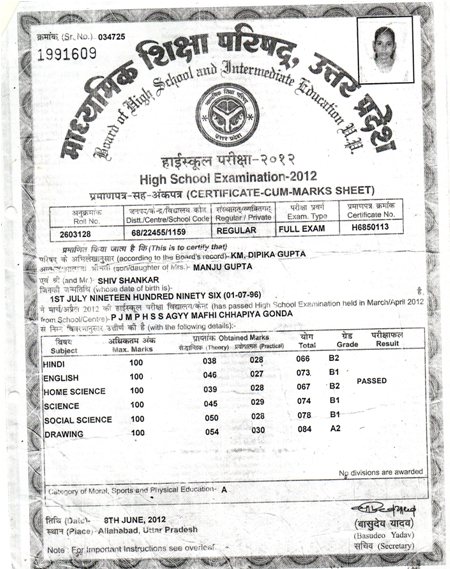 क्रमांक (Sr. No.) 034725
1991609
माध्यमिक शिक्षा परिषद्, उत्तर प्रदेश
Board of High School and Intermediate Education U.P.
हाईस्कूल परीक्षा-२०१२
High School Examination-2012
प्रमाणपत्र-सह-अंकपत्र (CERTIFICATE-CUM-MARKS SHEET)
अनुक्रमांक जनपद/केन्द्र/विद्यालय कोड संस्थागत/व्यक्तिगत परीक्षा प्रवर्ग प्रमाणपत्र क्रमांक
Roll No. Distt./Centre/School Code Regular / Private Exam. Type Certificate No.
2603128 68/22455/1159 REGULAR FULL EXAM H6850113
प्रमाणित किया जाता है कि (This is to certify that)
परिषद के अभिलेखानुसार (according to the Board's record)- KM, DIPIKA GUPTA
श्रीमती (son/daughter of Mrs.)- MANJU GUPTA
एवं श्री (and Mr.)- SHIV SHANKAR
जिनकी जन्मतिथि (whose date of birth is)-
1ST JULY NINETEEN HUNDRED NINETY SIX (01-07-96) है,
ने मार्च/अप्रैल 2012 की हाईस्कूल परीक्षा विद्यालय/केन्द्र (has passed High School Examination held in March/April 2012
from School/Centre)- P J M P H S S AGYY MAFHI CHHAPIYA GONDA
से निम्न विवरणानुसार उत्तीर्ण की है (with the following details):-
विषय अधिकतम अंक प्राप्तांक Obtained Marks योग ग्रेड परीक्षाफल
Subject Max. Marks सैद्धान्तिक (Theory) प्रयोगात्मक (Practical) Total Grade Result
HINDI 100 038 028 066 B2
ENGLISH 100 046 027 073 B1
PASSED
HOME SCIENCE 100 039 028 067 B2
SCIENCE 100 045 029 074 B1
SOCIAL SCIENCE 100 050 028 078 B1
DRAWING 100 054 030 084 A2
No divisions are awarded
Category of Moral, Sports and Physical Education- A
तिथि (Date)- 8TH JUNE, 2012
स्थान (Place)- Allahabad, Uttar Pradesh
(बासुदेव यादव)
(Basudeo Yadav)
सचिव (Secretary)
Note : For Important Instructions see overleaf